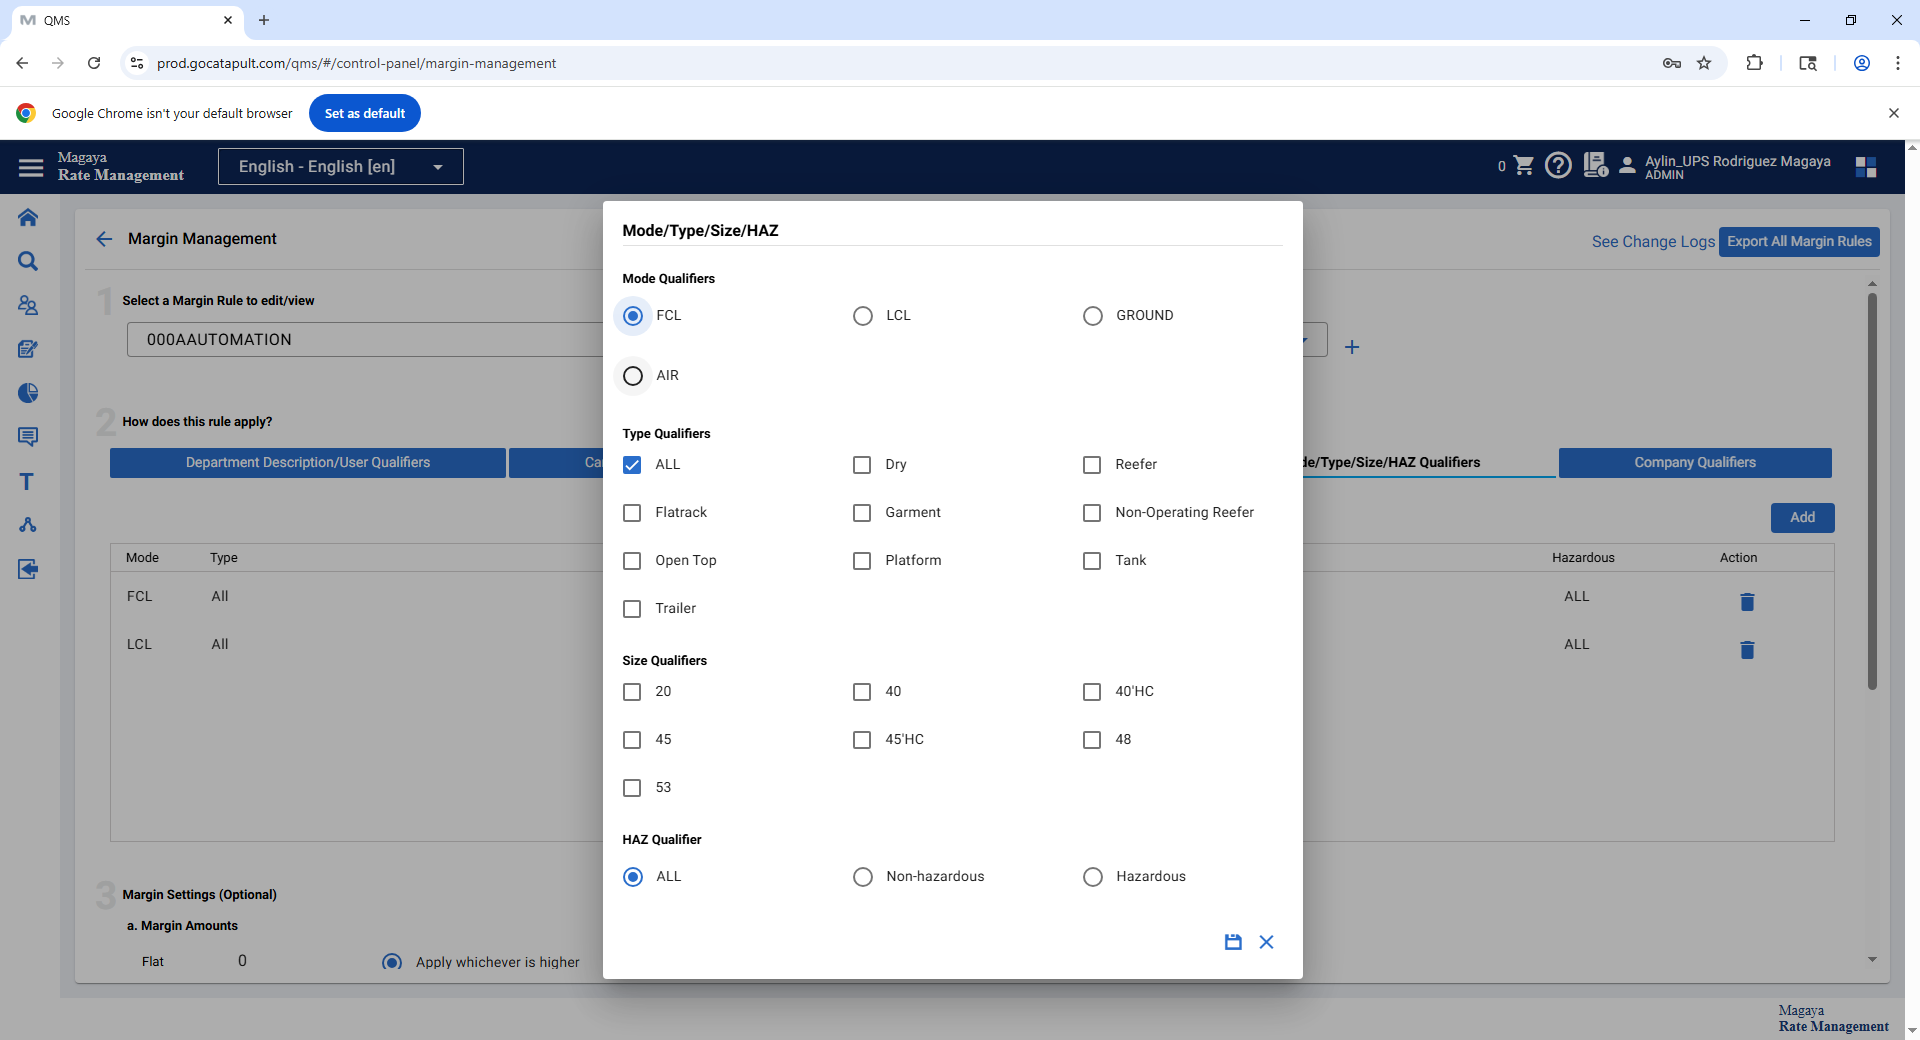 QMS
prod.gocatapult.com/qms/#/control-panel/margin-management
Google Chrome isn't your default browser
Set as default
Magaya
Rate Management
English - English [en]
0
Aylin_UPS Rodriguez Magaya
ADMIN
Margin Management
See Change Logs
Export All Margin Rules
1
Select a Margin Rule to edit/view
000AAUTOMATION
2
How does this rule apply?
Department Description/User Qualifiers
Ca
de/Type/Size/HAZ Qualifiers
Company Qualifiers
Add
Mode
Type
Hazardous
Action
FCL
All
ALL
LCL
All
ALL
3
Margin Settings (Optional)
a. Margin Amounts
Flat
0
Apply whichever is higher
Mode/Type/Size/HAZ
Mode Qualifiers
FCL
LCL
GROUND
AIR
Type Qualifiers
ALL
Dry
Reefer
Flatrack
Garment
Non-Operating Reefer
Open Top
Platform
Tank
Trailer
Size Qualifiers
20
40
40'HC
45
45'HC
48
53
HAZ Qualifier
ALL
Non-hazardous
Hazardous
Magaya
Rate Management